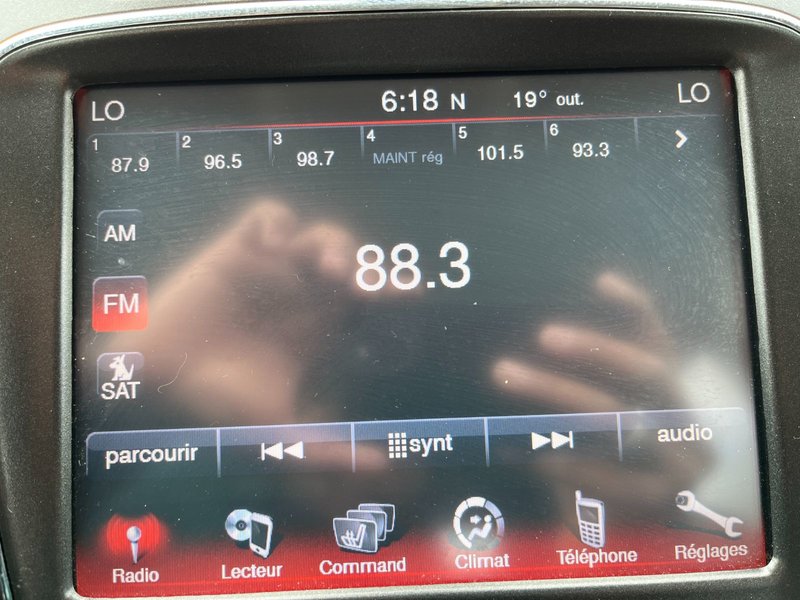 LO 6:18 N 19° out. LO
1 2 3 4 5 6
87.9 96.5 98.7 MAINT rég 101.5 93.3
AM
88.3
FM
SAT
parcourir synt audio
Radio Lecteur Command Climat Téléphone Réglages